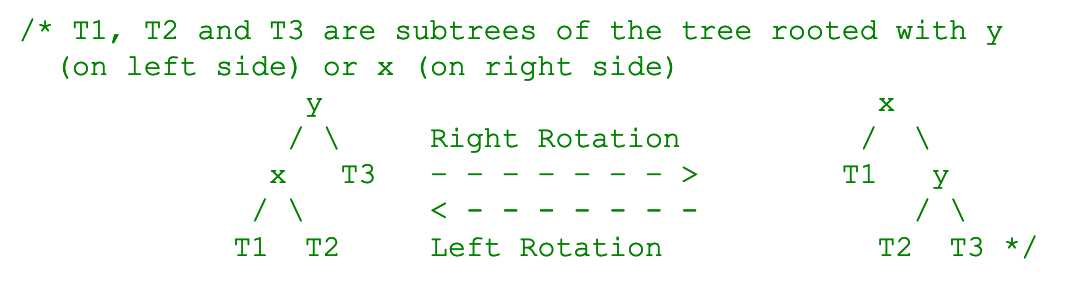 /* T1, T2 and T3 are subtrees of the tree rooted with y
  (on left side) or x (on right side)
                y                               x
               / \     Right Rotation          /  \
              x   T3   - - - - - - - >        T1   y
             / \       < - - - - - - -            / \
            T1  T2     Left Rotation            T2  T3 */